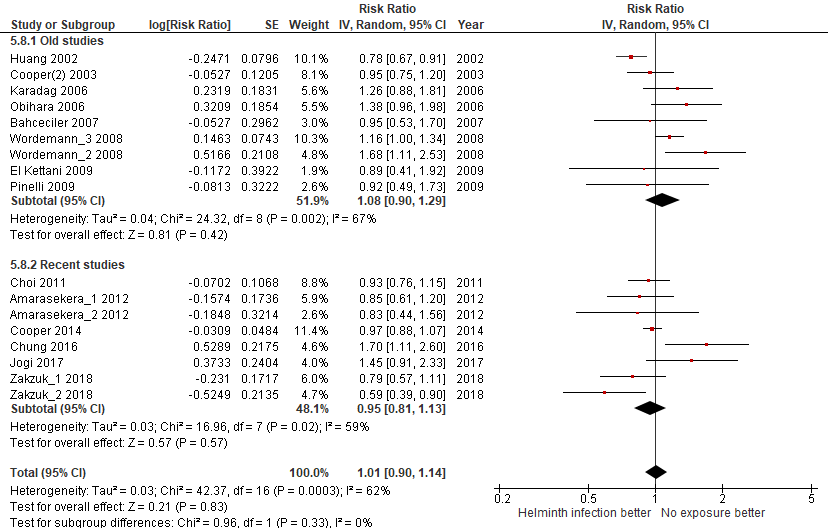 Risk Ratio Risk Ratio
Study or Subgroup log[Risk Ratio] SE Weight IV, Random, 95% CI Year IV, Random, 95% CI
5.8.1 Old studies
Huang 2002 -0.2471 0.0796 10.1% 0.78 [0.67, 0.91] 2002
Cooper(2) 2003 -0.0527 0.1205 8.1% 0.95 [0.75, 1.20] 2003
Karadag 2006 0.2319 0.1831 5.6% 1.26 [0.88, 1.81] 2006
Obihara 2006 0.3209 0.1854 5.5% 1.38 [0.96, 1.98] 2006
Bahceciler 2007 -0.0527 0.2962 2.9% 0.95 [0.53, 1.70] 2007
Wordemann_3 2008 0.1463 0.0743 10.3% 1.16 [1.00, 1.34] 2008
Wordemann_2 2008 0.5166 0.2108 4.8% 1.68 [1.11, 2.53] 2008
El Kettani 2009 -0.1172 0.3922 1.9% 0.89 [0.41, 1.92] 2009
Pinelli 2009 -0.0813 0.3222 2.6% 0.92 [0.49, 1.73] 2009
Subtotal (95% CI) 51.9% 1.08 [0.90, 1.29]
Heterogeneity: Tau² = 0.04; Chi² = 24.32, df = 8 (P = 0.002); I² = 67%
Test for overall effect: Z = 0.81 (P = 0.42)
5.8.2 Recent studies
Choi 2011 -0.0702 0.1068 8.8% 0.93 [0.76, 1.15] 2011
Amarasekera_1 2012 -0.1574 0.1736 5.9% 0.85 [0.61, 1.20] 2012
Amarasekera_2 2012 -0.1848 0.3214 2.6% 0.83 [0.44, 1.56] 2012
Cooper 2014 -0.0309 0.0484 11.4% 0.97 [0.88, 1.07] 2014
Chung 2016 0.5289 0.2175 4.6% 1.70 [1.11, 2.60] 2016
Jogi 2017 0.3733 0.2404 4.0% 1.45 [0.91, 2.33] 2017
Zakzuk_1 2018 -0.231 0.1717 6.0% 0.79 [0.57, 1.11] 2018
Zakzuk_2 2018 -0.5249 0.2135 4.7% 0.59 [0.39, 0.90] 2018
Subtotal (95% CI) 48.1% 0.95 [0.81, 1.13]
Heterogeneity: Tau² = 0.03; Chi² = 16.96, df = 7 (P = 0.02); I² = 59%
Test for overall effect: Z = 0.57 (P = 0.57)
Total (95% CI) 100.0% 1.01 [0.90, 1.14]
Heterogeneity: Tau² = 0.03; Chi² = 42.37, df = 16 (P = 0.0003); I² = 62%
Test for overall effect: Z = 0.21 (P = 0.83)
Test for subgroup differences: Chi² = 0.96, df = 1 (P = 0.33), I² = 0%
0.2 0.5 1 2 5
Helminth infection better No exposure better